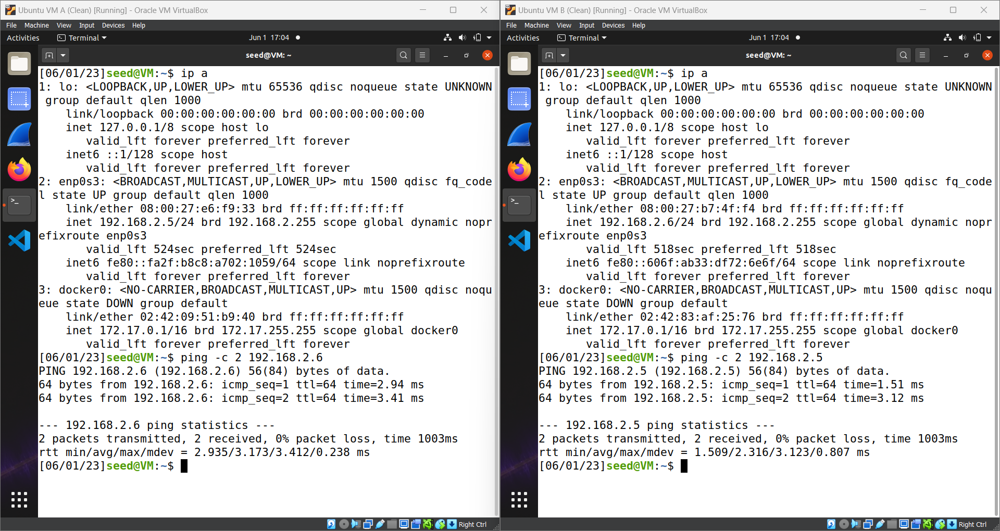 Ubuntu VM A (Clean) [Running] - Oracle VM VirtualBox
File Machine View Input Devices Help
Activities Terminal Jun 1 17:04
seed@VM: ~
[06/01/23]seed@VM:~$ ip a
1: lo: <LOOPBACK,UP,LOWER_UP> mtu 65536 qdisc noqueue state UNKNOWN
 group default qlen 1000
    link/loopback 00:00:00:00:00:00 brd 00:00:00:00:00:00
    inet 127.0.0.1/8 scope host lo
       valid_lft forever preferred_lft forever
    inet6 ::1/128 scope host
       valid_lft forever preferred_lft forever
2: enp0s3: <BROADCAST,MULTICAST,UP,LOWER_UP> mtu 1500 qdisc fq_code
l state UP group default qlen 1000
    link/ether 08:00:27:e6:f9:33 brd ff:ff:ff:ff:ff:ff
    inet 192.168.2.5/24 brd 192.168.2.255 scope global dynamic nopr
efixroute enp0s3
       valid_lft 524sec preferred_lft 524sec
    inet6 fe80::fa2f:b8c8:a702:1059/64 scope link noprefixroute
       valid_lft forever preferred_lft forever
3: docker0: <NO-CARRIER,BROADCAST,MULTICAST,UP> mtu 1500 qdisc noqu
eue state DOWN group default
    link/ether 02:42:09:51:b9:40 brd ff:ff:ff:ff:ff:ff
    inet 172.17.0.1/16 brd 172.17.255.255 scope global docker0
       valid_lft forever preferred_lft forever
[06/01/23]seed@VM:~$ ping -c 2 192.168.2.6
PING 192.168.2.6 (192.168.2.6) 56(84) bytes of data.
64 bytes from 192.168.2.6: icmp_seq=1 ttl=64 time=2.94 ms
64 bytes from 192.168.2.6: icmp_seq=2 ttl=64 time=3.41 ms
--- 192.168.2.6 ping statistics ---
2 packets transmitted, 2 received, 0% packet loss, time 1003ms
rtt min/avg/max/mdev = 2.935/3.173/3.412/0.238 ms
[06/01/23]seed@VM:~$
Right Ctrl
Ubuntu VM B (Clean) [Running] - Oracle VM VirtualBox
File Machine View Input Devices Help
Activities Terminal Jun 1 17:04
seed@VM: ~
[06/01/23]seed@VM:~$ ip a
1: lo: <LOOPBACK,UP,LOWER_UP> mtu 65536 qdisc noqueue state UNKNOWN
 group default qlen 1000
    link/loopback 00:00:00:00:00:00 brd 00:00:00:00:00:00
    inet 127.0.0.1/8 scope host lo
       valid_lft forever preferred_lft forever
    inet6 ::1/128 scope host
       valid_lft forever preferred_lft forever
2: enp0s3: <BROADCAST,MULTICAST,UP,LOWER_UP> mtu 1500 qdisc fq_code
l state UP group default qlen 1000
    link/ether 08:00:27:b7:4f:f4 brd ff:ff:ff:ff:ff:ff
    inet 192.168.2.6/24 brd 192.168.2.255 scope global dynamic nopr
efixroute enp0s3
       valid_lft 518sec preferred_lft 518sec
    inet6 fe80::606f:ab33:df72:6e6f/64 scope link noprefixroute
       valid_lft forever preferred_lft forever
3: docker0: <NO-CARRIER,BROADCAST,MULTICAST,UP> mtu 1500 qdisc noqu
eue state DOWN group default
    link/ether 02:42:83:af:25:76 brd ff:ff:ff:ff:ff:ff
    inet 172.17.0.1/16 brd 172.17.255.255 scope global docker0
       valid_lft forever preferred_lft forever
[06/01/23]seed@VM:~$ ping -c 2 192.168.2.5
PING 192.168.2.5 (192.168.2.5) 56(84) bytes of data.
64 bytes from 192.168.2.5: icmp_seq=1 ttl=64 time=1.51 ms
64 bytes from 192.168.2.5: icmp_seq=2 ttl=64 time=3.12 ms
--- 192.168.2.5 ping statistics ---
2 packets transmitted, 2 received, 0% packet loss, time 1003ms
rtt min/avg/max/mdev = 1.509/2.316/3.123/0.807 ms
[06/01/23]seed@VM:~$
Right Ctrl